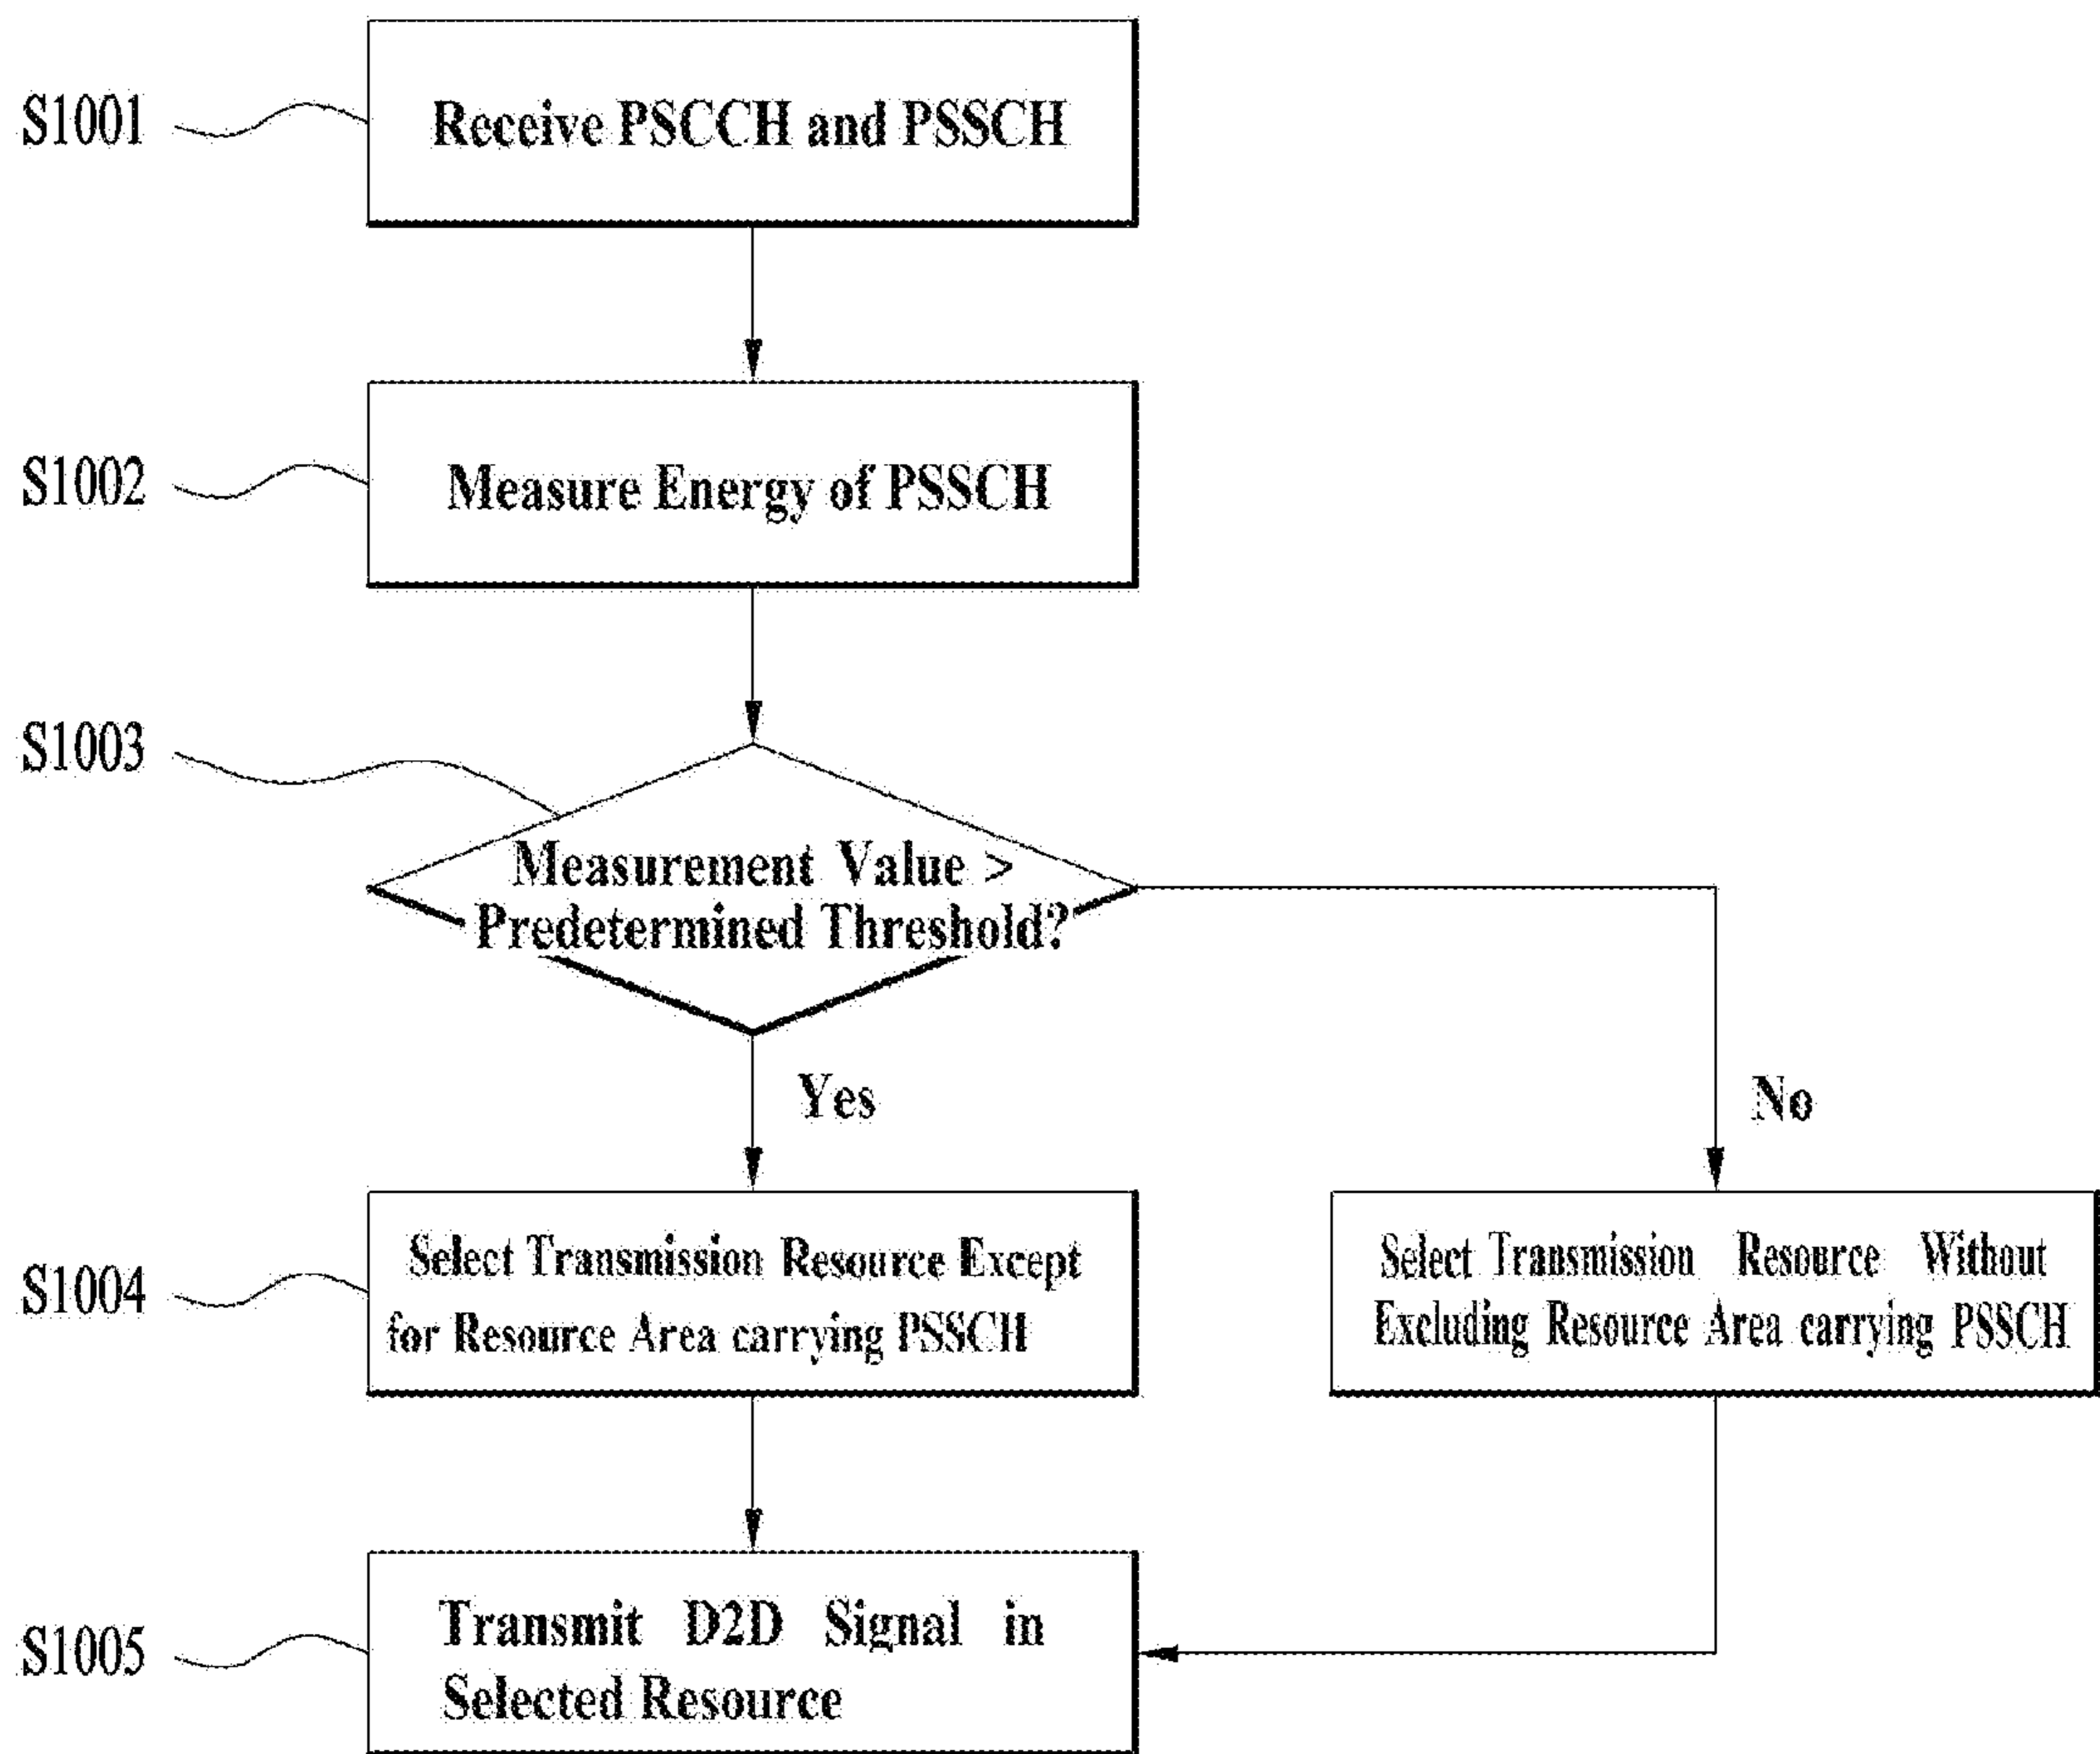 S1001
Receive PSCCH and PSSCH
S1002
Measure Energy of PSSCH
S1003
Measurement Value >
Predetermined Threshold?
Yes
No
S1004
Select Transmission Resource Except
for Resource Area carrying PSSCH
Select Transmission Resource Without
Excluding Resource Area carrying PSSCH
S1005
Transmit D2D Signal in
Selected Resource